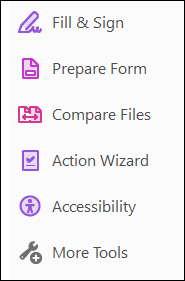 Fill & Sign
Prepare Form
Compare Files
Action Wizard
Accessibility
More Tools